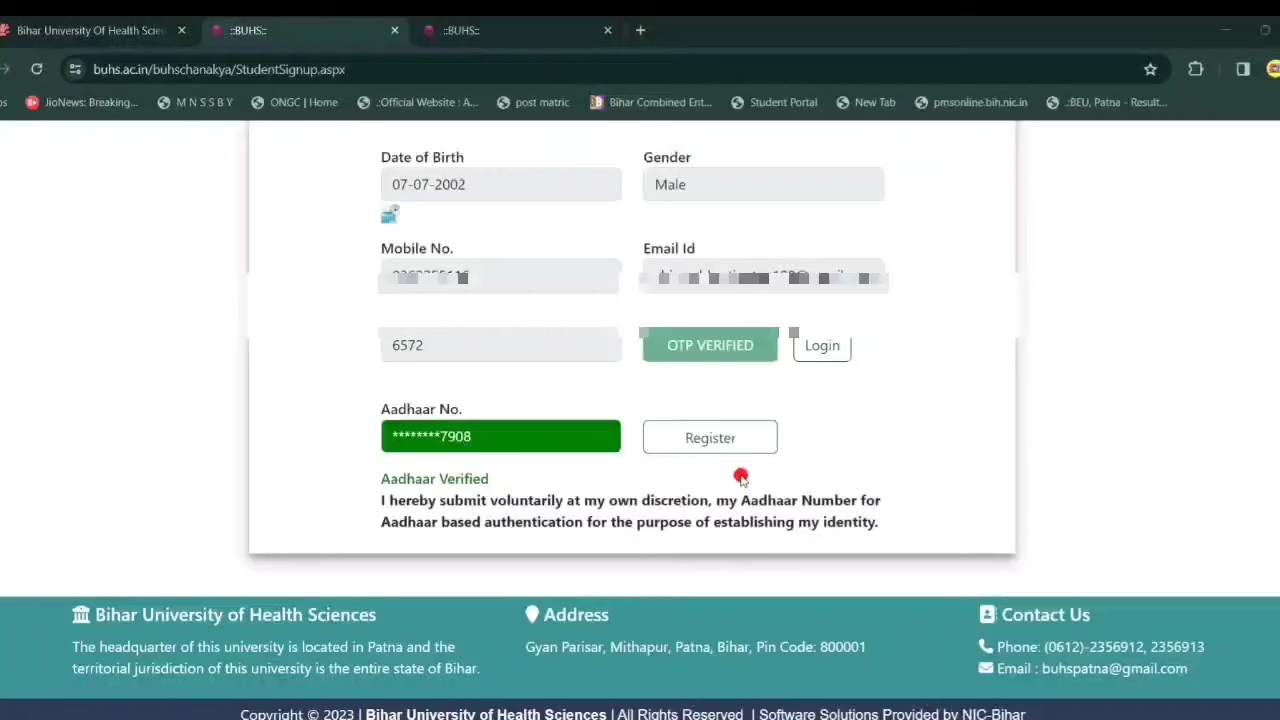 Bihar University Of Health Scien
::BUHS::
::BUHS::
buhs.ac.in/buhschanakya/StudentSignup.aspx
JioNews: Breaking... M N S S B Y ONGC | Home .:Official Website : A... post matric Bihar Combined Ent... Student Portal New Tab pmsonline.bih.nic.in .:BEU, Patna - Result...
Date of Birth Gender
07-07-2002 Male
Mobile No. Email Id
6572 OTP VERIFIED Login
Aadhaar No.
********7908 Register
Aadhaar Verified
I hereby submit voluntarily at my own discretion, my Aadhaar Number for
Aadhaar based authentication for the purpose of establishing my identity.
Bihar University of Health Sciences
The headquarter of this university is located in Patna and the
territorial jurisdiction of this university is the entire state of Bihar.
Address
Gyan Parisar, Mithapur, Patna, Bihar, Pin Code: 800001
Contact Us
Phone: (0612)-2356912, 2356913
Email : buhspatna@gmail.com
Copyright © 2023 | Bihar University of Health Sciences | All Rights Reserved | Software Solutions Provided by NIC-Bihar